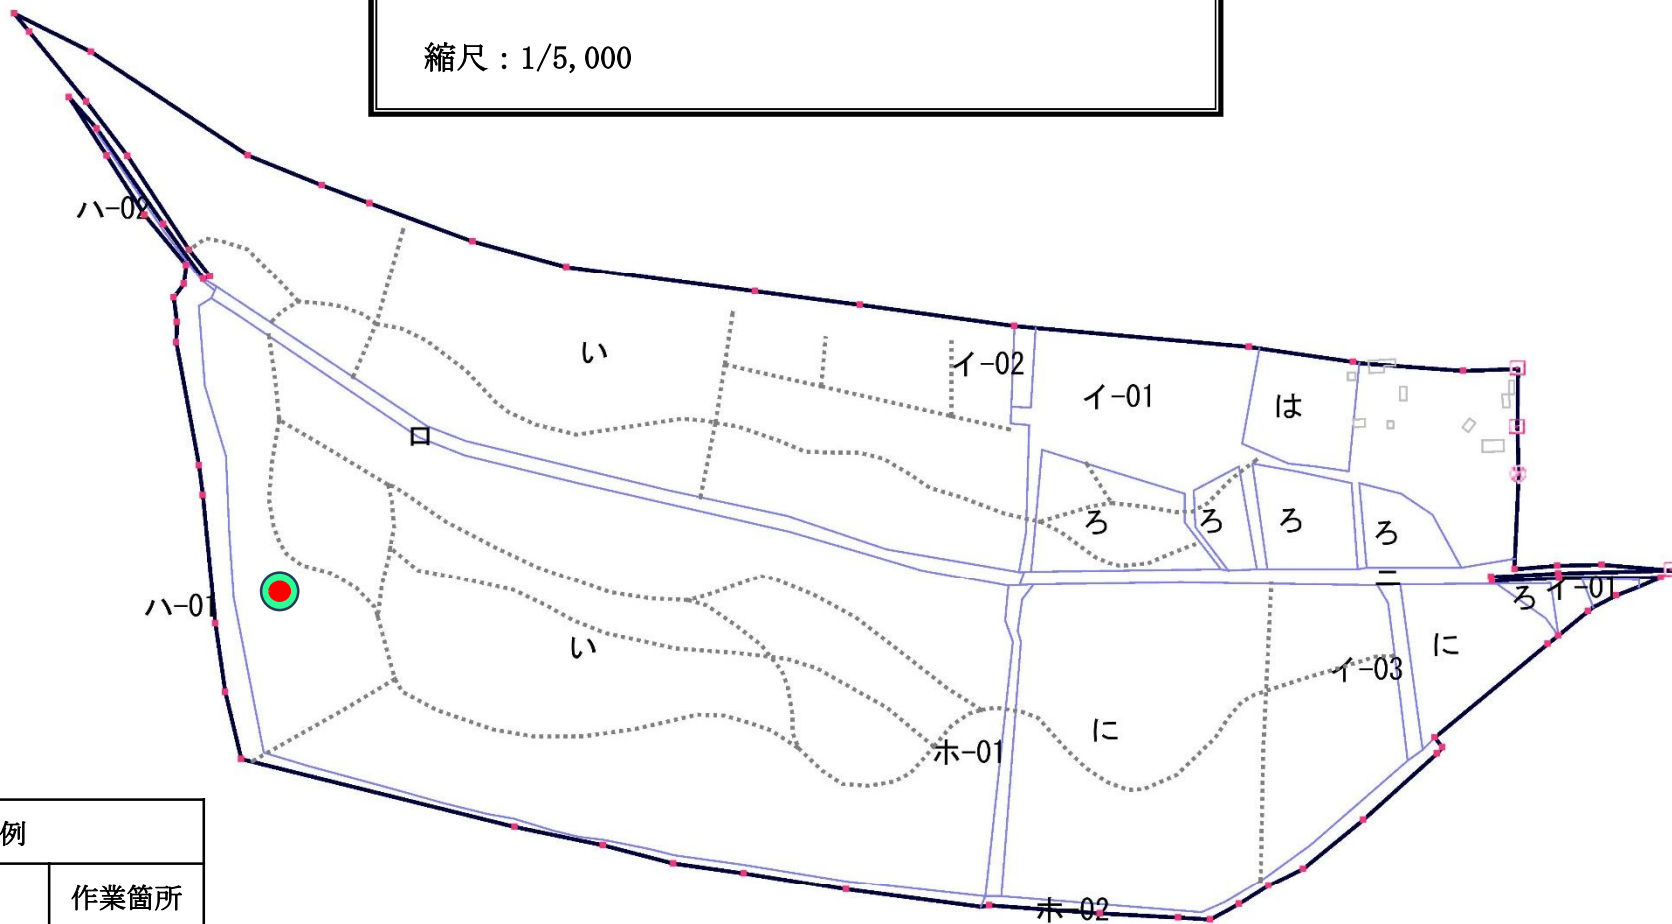 縮尺：1/5,000
ハ-02
い
イ-02
イ-01
は
ロ
ろ
ろ
ろ
ろ
ニ
ろ
イ-01
ハ-01
い
に
イ-03
に
ホ-01
ホ-02
例
作業箇所